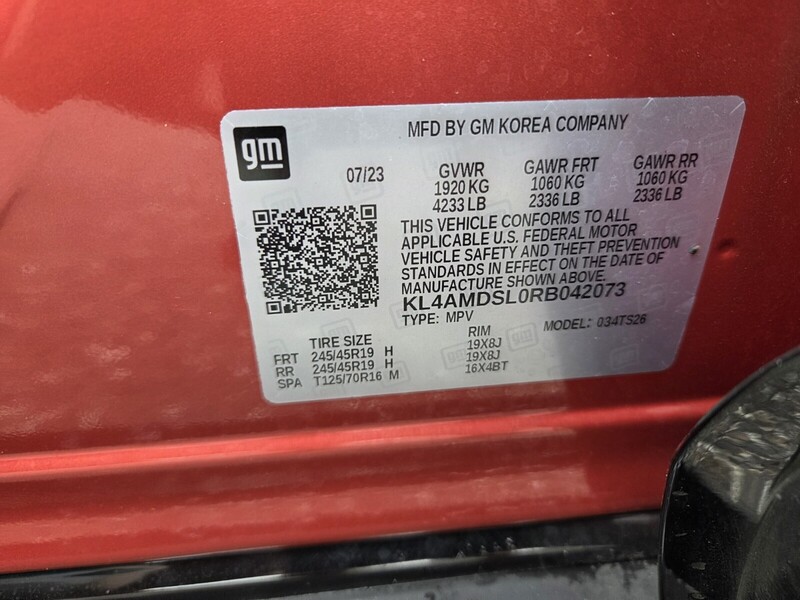 gm
MFD BY GM KOREA COMPANY
07/23 GVWR GAWR FRT GAWR RR
1920 KG 1060 KG 1060 KG
4233 LB 2336 LB 2336 LB
THIS VEHICLE CONFORMS TO ALL
APPLICABLE U.S. FEDERAL MOTOR
VEHICLE SAFETY AND THEFT PREVENTION
STANDARDS IN EFFECT ON THE DATE OF
MANUFACTURE SHOWN ABOVE.
KL4AMDSL0RB042073
TYPE: MPV MODEL: 034TS26
TIRE SIZE RIM
FRT 245/45R19 H 19X8J
RR 245/45R19 H 19X8J
SPA T125/70R16 M 16X4BT